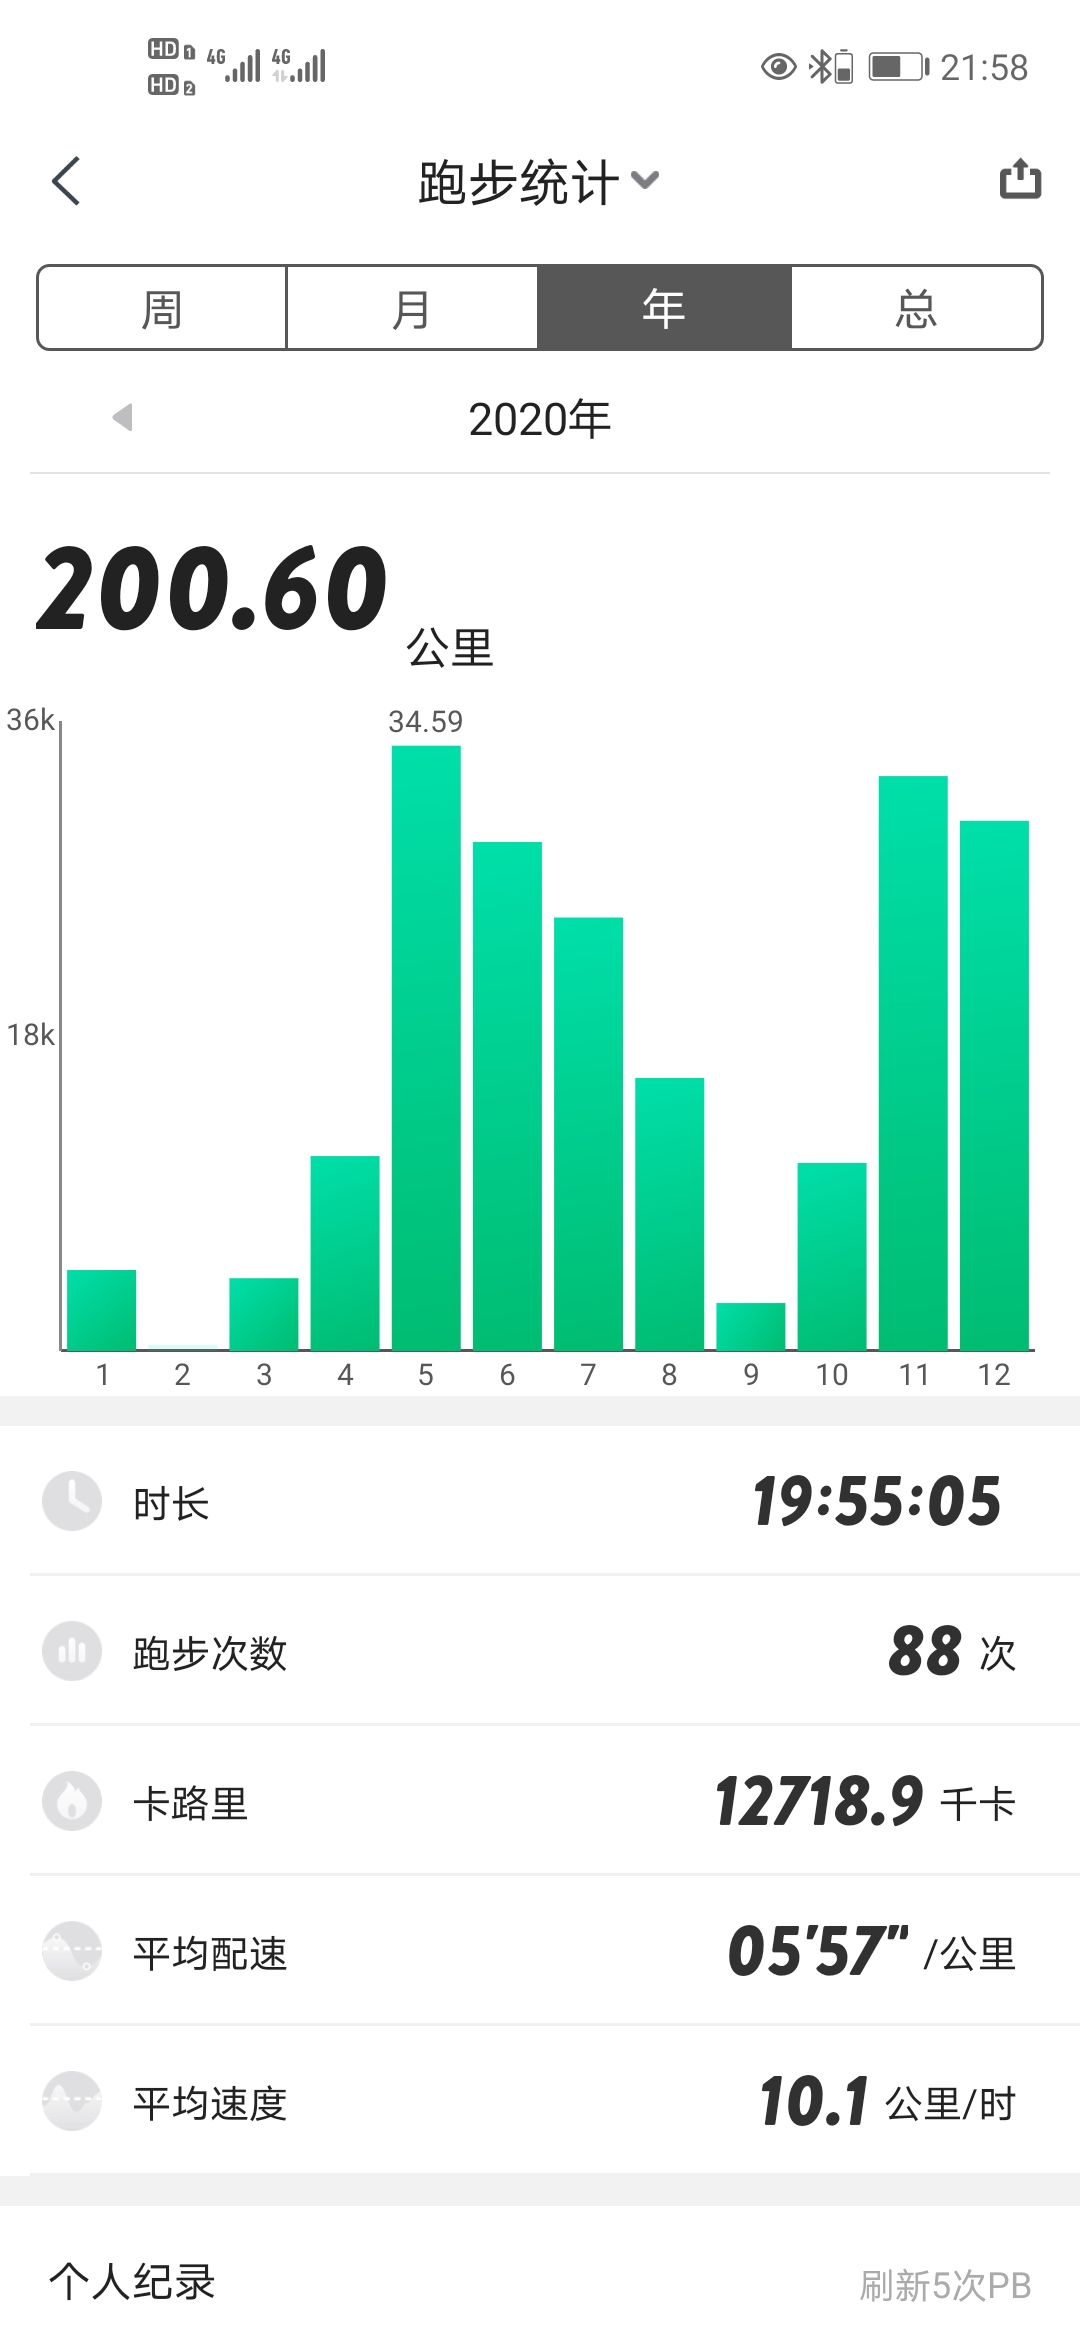 HD 1 4G 4G 21:58
HD 2
跑步统计
周 月 年 总
2020年
200.60 公里
36k 34.59
18k
1 2 3 4 5 6 7 8 9 10 11 12
时长 19:55:05
跑步次数 88 次
卡路里 12718.9 千卡
平均配速 05'57" /公里
平均速度 10.1 公里/时
个人纪录 刷新5次PB